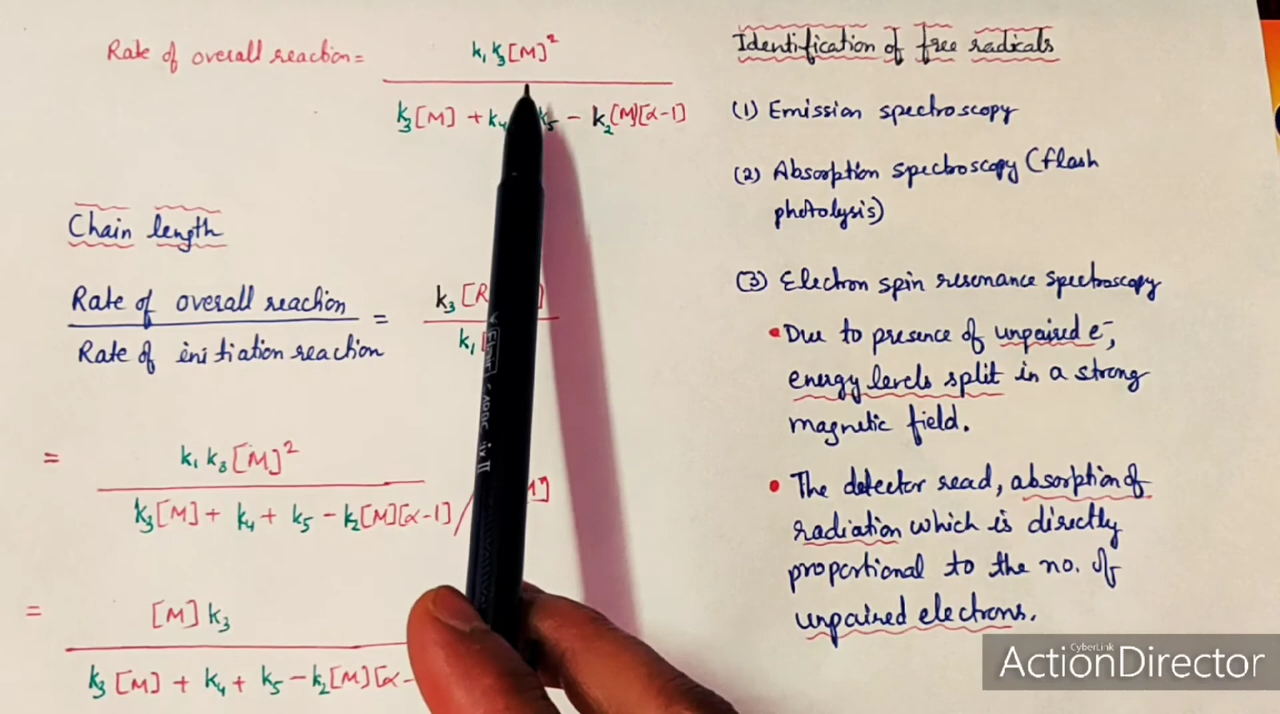 Rate of overall reaction = k₁ k₃[M]²
k₃[M] + k₄ k₅ - k₂[M][α-1]
Chain length
Rate of overall reaction = k₃ [R
Rate of initiation reaction k₁
= k₁ k₃ [M]²
k₃[M] + k₄ + k₅ - k₂[M][α-1] / M]
= [M] k₃
k₃ [M] + k₄ + k₅ - k₂[M][α-
Identification of free radicals
(1) Emission spectroscopy
(2) Absorption spectroscopy (flash
photolysis)
(3) Electron spin resonance spectroscopy
• Due to presence of unpaired e⁻,
energy levels split in a strong
magnetic field.
• The detector read, absorption of
radiation which is directly
proportional to the no. of
unpaired electrons.
CyberLink
ActionDirector